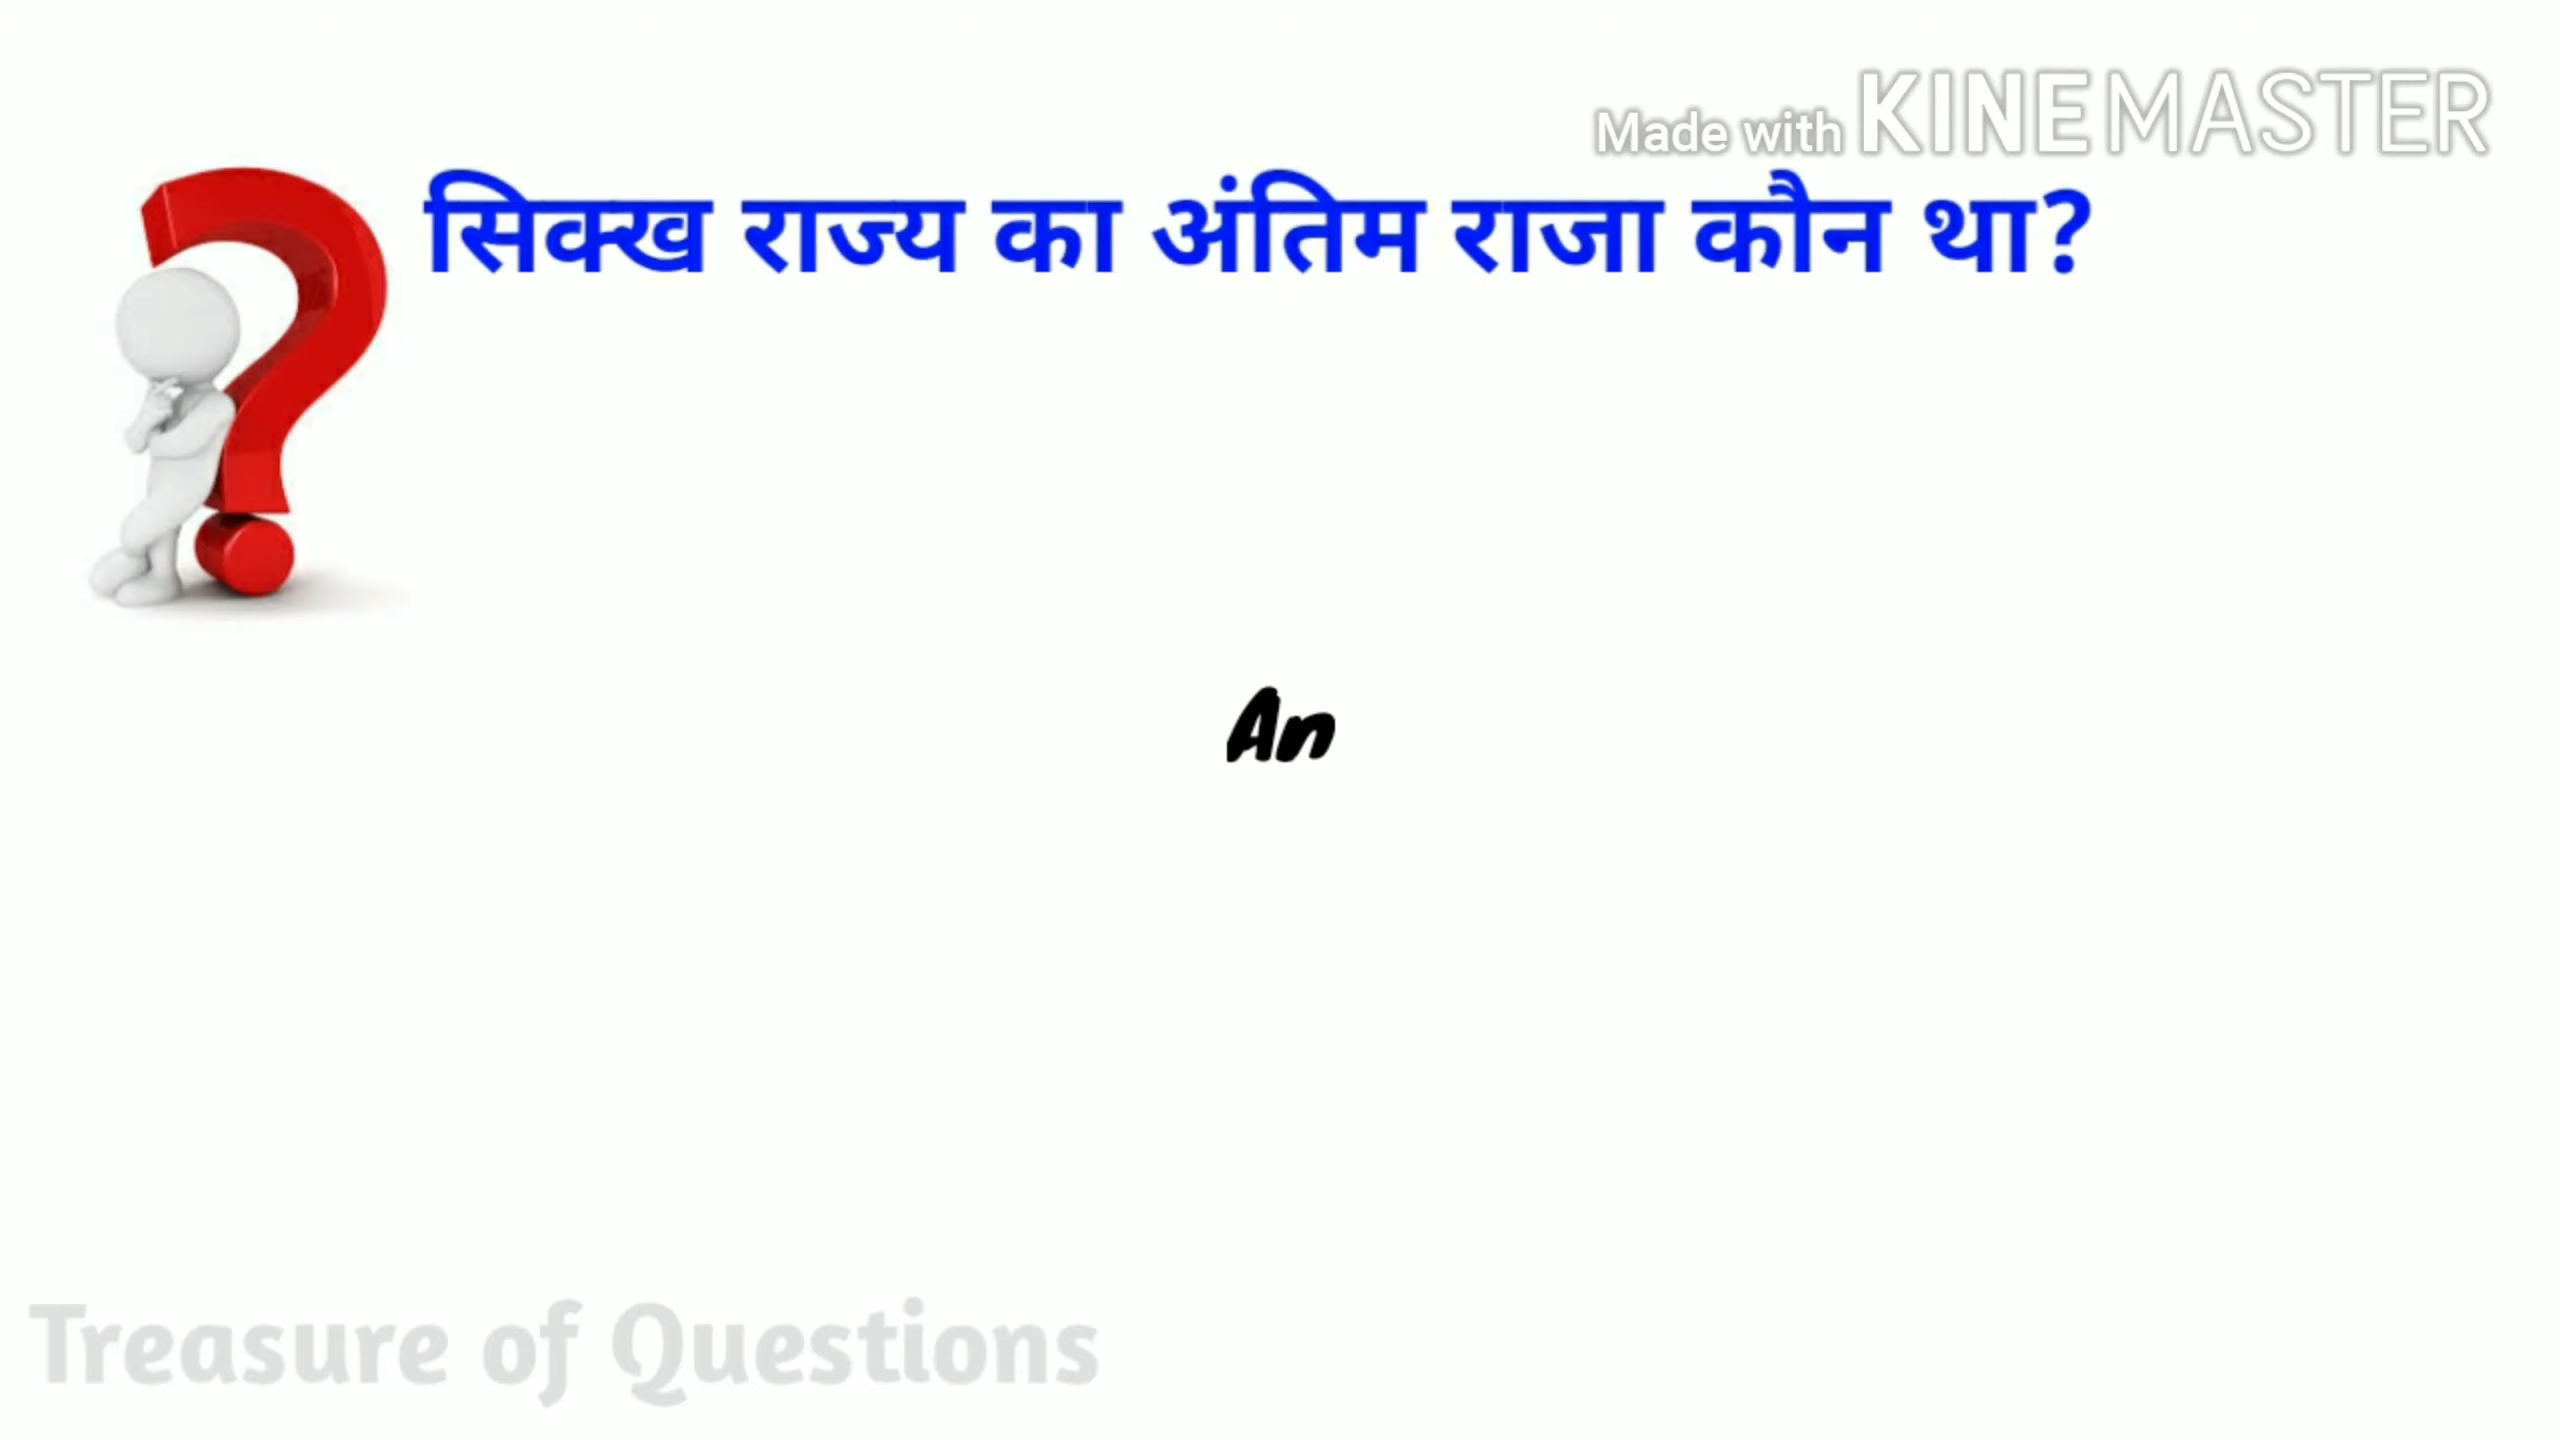 Made with KINEMASTER
सिक्ख राज्य का अंतिम राजा कौन था?
An
Treasure of Questions